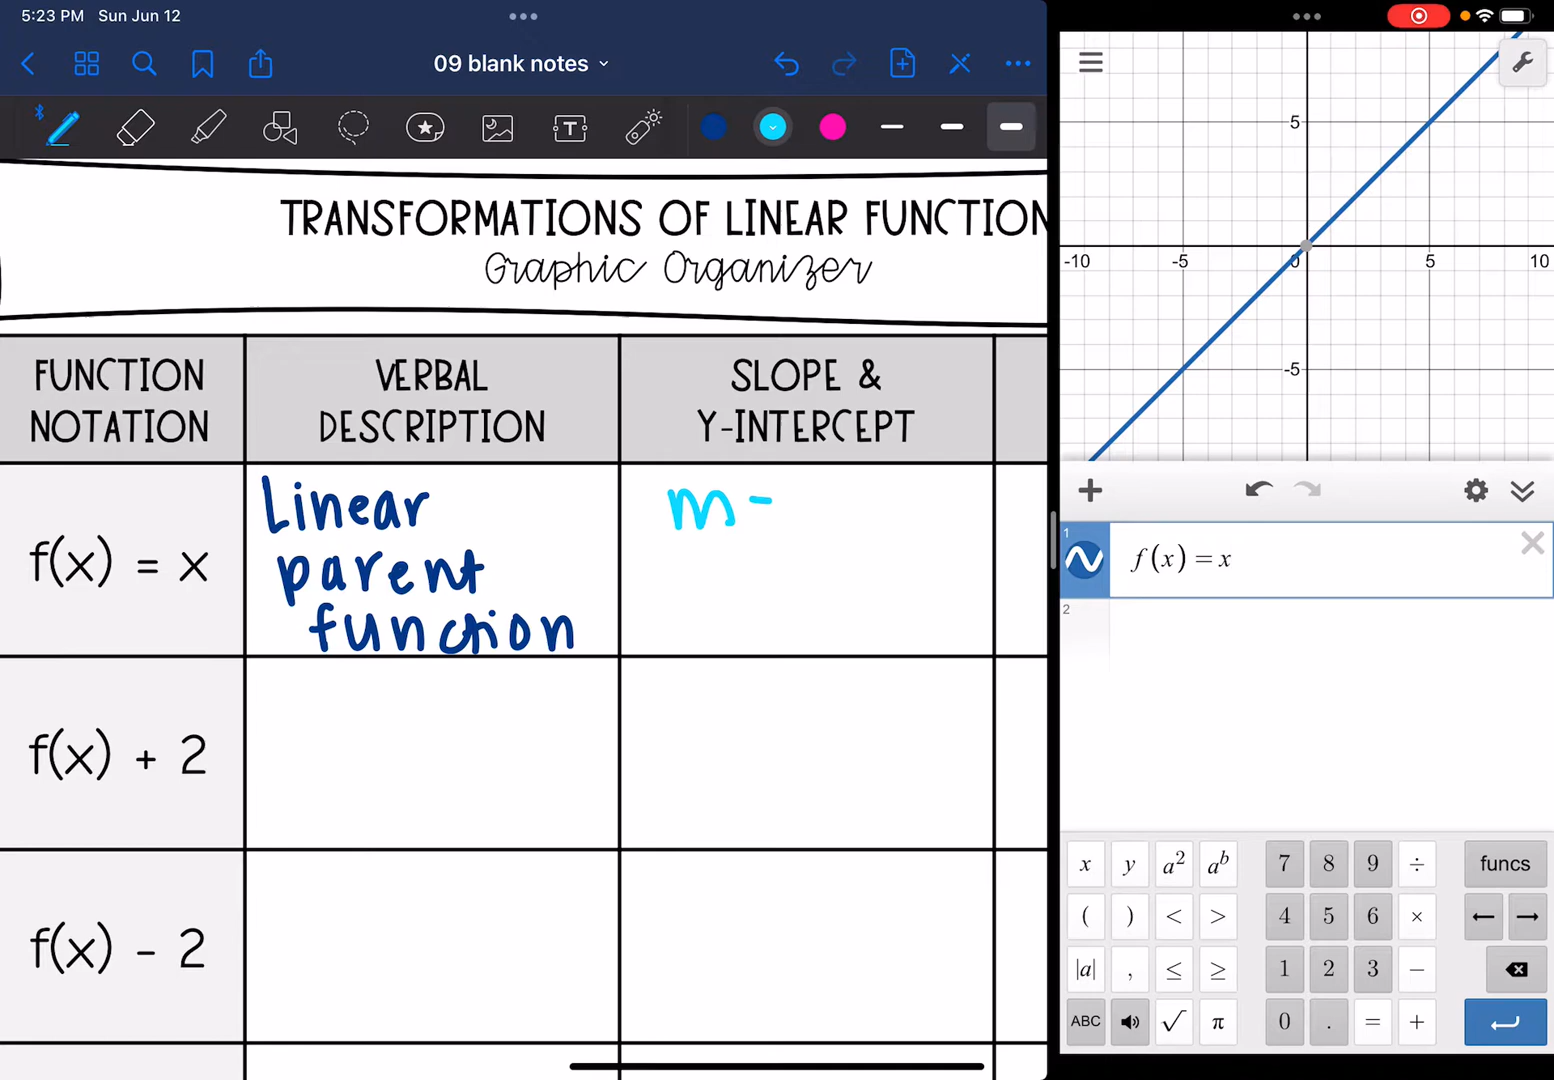 5:23 PM Sun Jun 12
09 blank notes
T
TRANSFORMATIONS OF LINEAR FUNCTION
Graphic Organizer
FUNCTION
NOTATION
VERBAL
DESCRIPTION
SLOPE &
Y-INTERCEPT
f(x) = x
Linear
parent
function
m -
f(x) + 2
f(x) - 2
5
-10 -5 0 5 10
-5
1
f(x) = x
2
x y a² aᵇ 7 8 9 ÷ funcs
( ) < > 4 5 6 × ← →
|a| , ≤ ≥ 1 2 3 −
ABC √ π 0 . = +